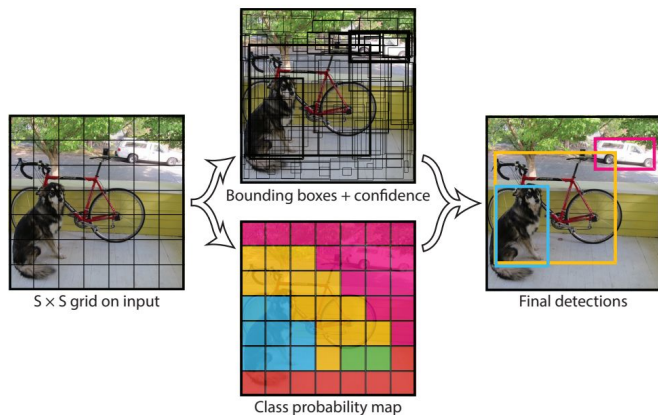 Bounding boxes + confidence
S × S grid on input
Final detections
Class probability map